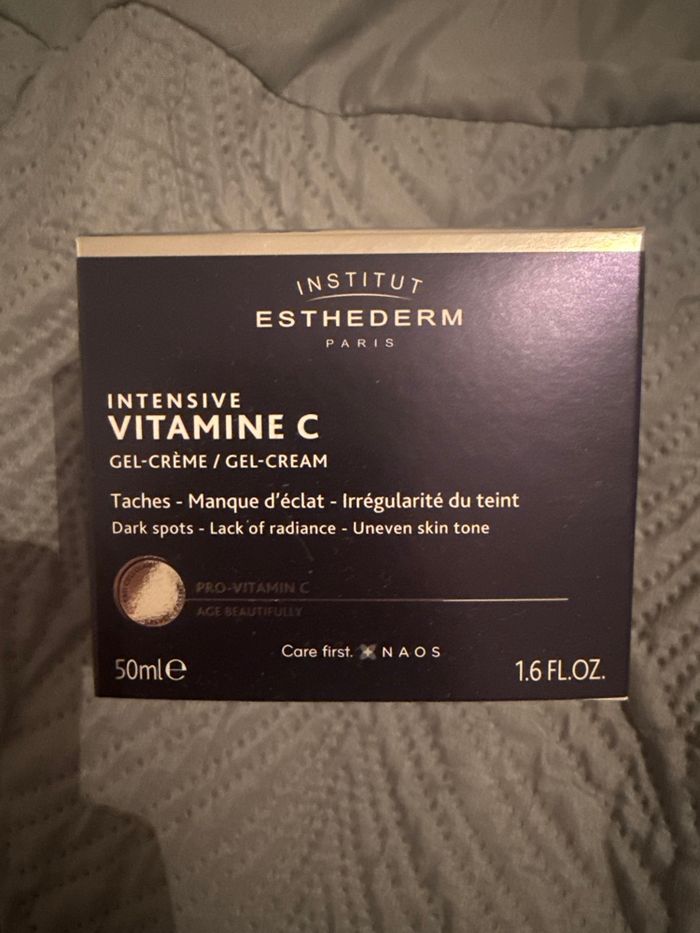 INSTITUT
ESTHEDERM
PARIS
INTENSIVE
VITAMINE C
GEL-CRÈME / GEL-CREAM
Taches - Manque d'éclat - Irrégularité du teint
Dark spots - Lack of radiance - Uneven skin tone
PRO-VITAMIN C
AGE BEAUTIFULLY
Care first. NAOS
50ml℮ 1.6 FL.OZ.